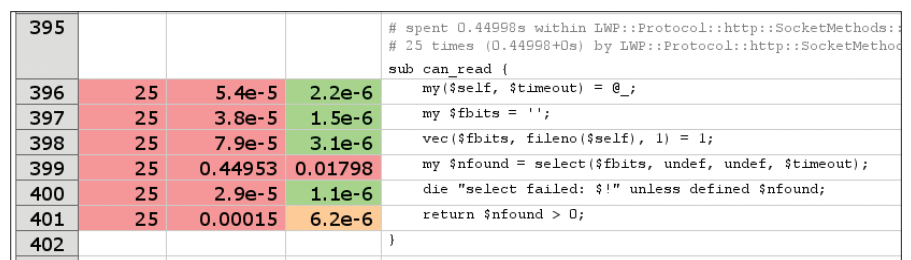 395 # spent 0.44998s within LWP::Protocol::http::SocketMethods::
# 25 times (0.44998+0s) by LWP::Protocol::http::SocketMethod
sub can_read {
396 25 5.4e-5 2.2e-6 my($self, $timeout) = @_;
397 25 3.8e-5 1.5e-6 my $fbits = '';
398 25 7.9e-5 3.1e-6 vec($fbits, fileno($self), 1) = 1;
399 25 0.44953 0.01798 my $nfound = select($fbits, undef, undef, $timeout);
400 25 2.9e-5 1.1e-6 die "select failed: $!" unless defined $nfound;
401 25 0.00015 6.2e-6 return $nfound > 0;
402 }